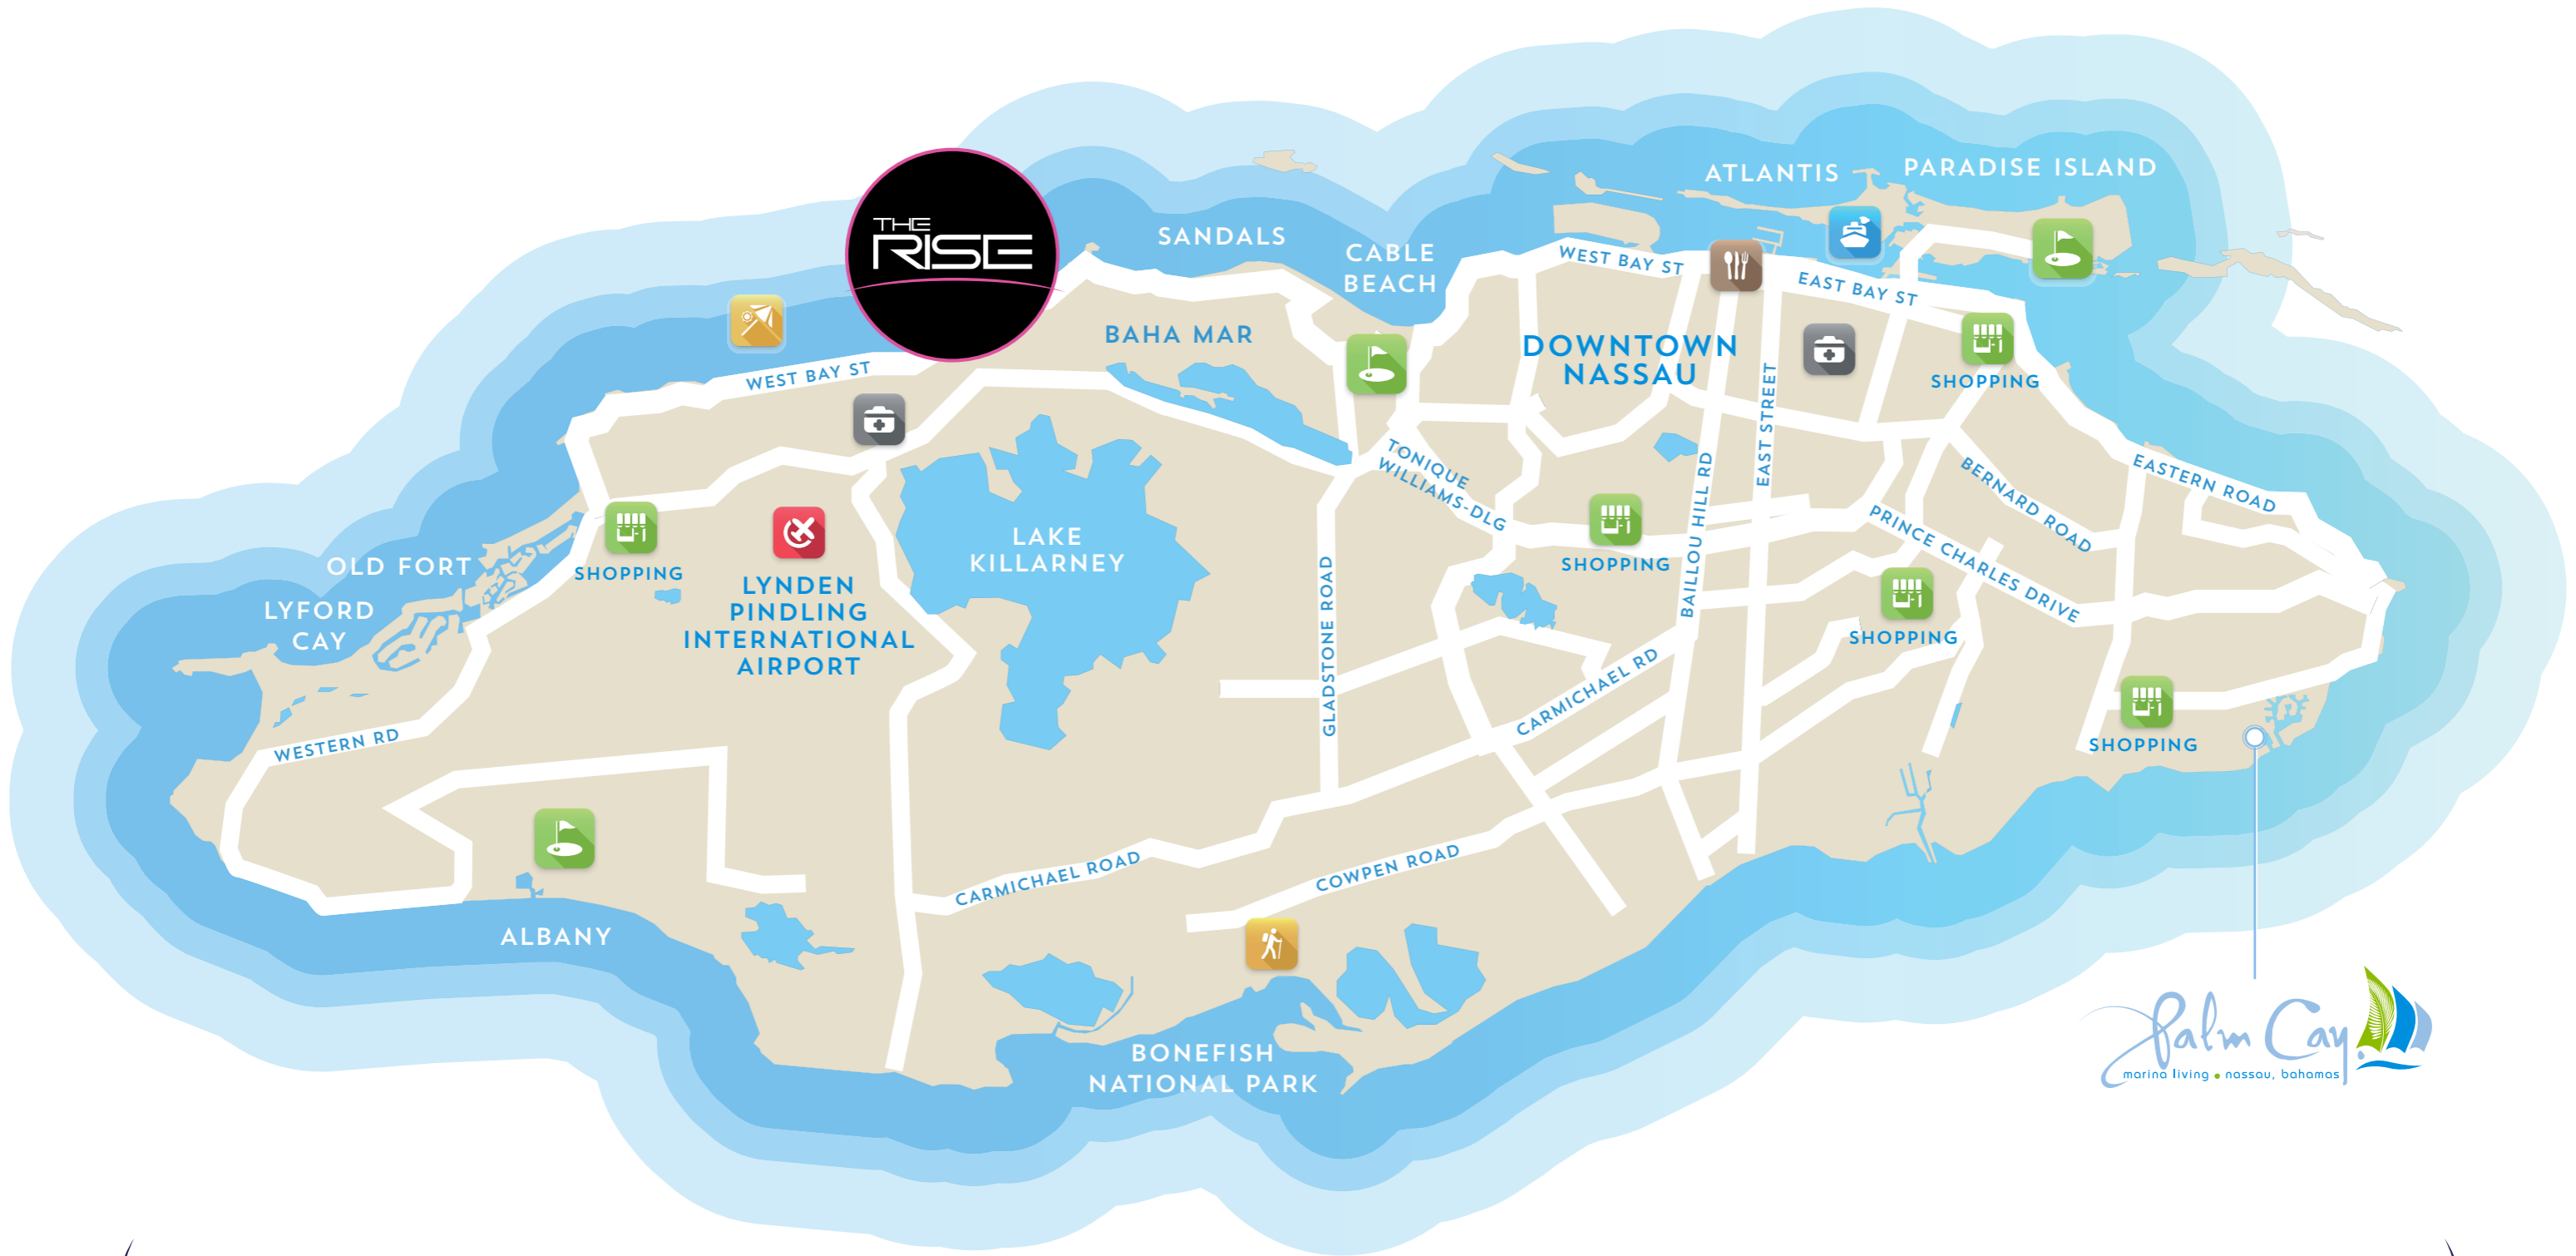 THE
RISE
SANDALS
CABLE
BEACH
ATLANTIS
PARADISE ISLAND
WEST BAY ST
EAST BAY ST
BAHA MAR
DOWNTOWN
NASSAU
SHOPPING
WEST BAY ST
EAST STREET
TONIQUE
WILLIAMS-DLG
BAILLOU HILL RD
BERNARD ROAD
EASTERN ROAD
PRINCE CHARLES DRIVE
LAKE
KILLARNEY
OLD FORT
LYFORD
CAY
SHOPPING
LYNDEN
PINDLING
INTERNATIONAL
AIRPORT
SHOPPING
GLADSTONE ROAD
SHOPPING
CARMICHAEL RD
WESTERN RD
SHOPPING
CARMICHAEL ROAD
COWPEN ROAD
ALBANY
BONEFISH
NATIONAL PARK
Palm Cay
marina living • nassau, bahamas